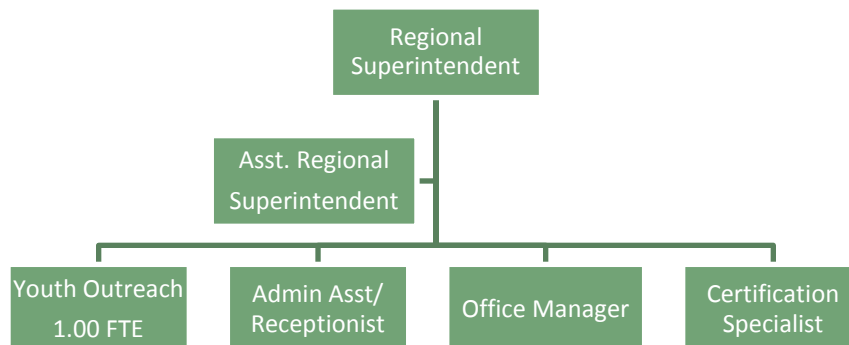 Regional
Superintendent
Asst. Regional
Superintendent
Youth Outreach
1.00 FTE
Admin Asst/
Receptionist
Office Manager
Certification
Specialist